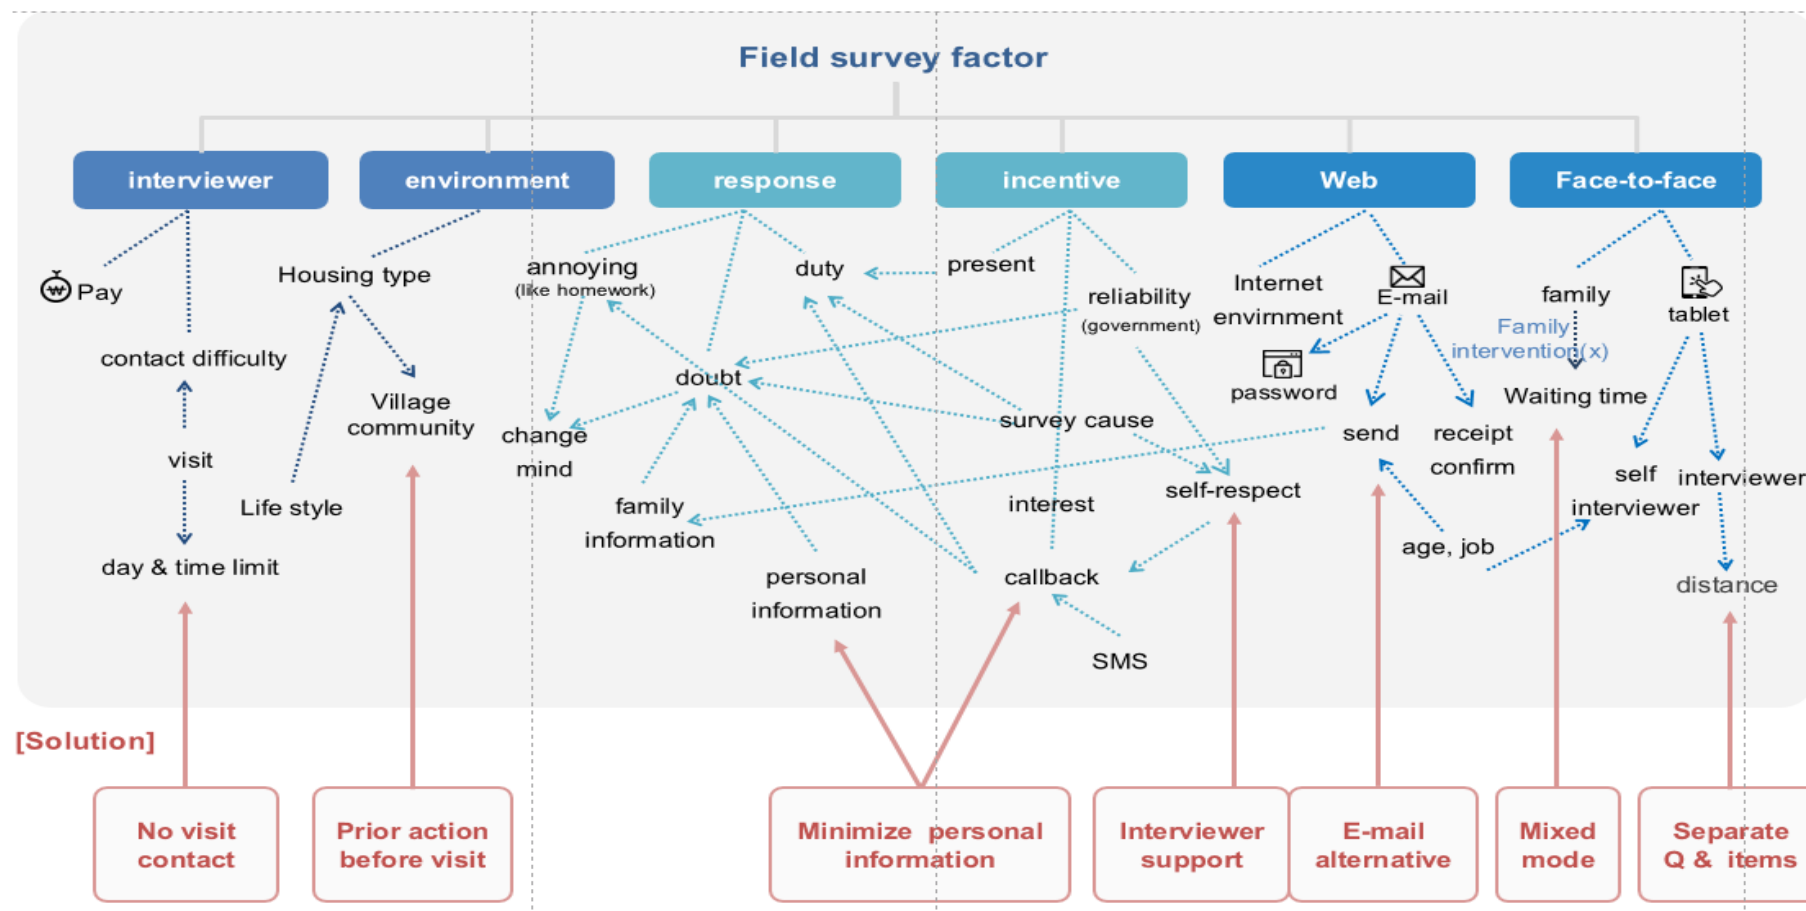 Field survey factor
interviewer
environment
response
incentive
Web
Face-to-face
Pay
contact difficulty
visit
day & time limit
Housing type
Village
community
Life style
annoying
(like homework)
duty
doubt
change
mind
family
information
personal
information
present
reliability
(government)
survey cause
self-respect
interest
callback
SMS
Internet
envirnment
E-mail
password
send
receipt
confirm
age, job
family
Family
intervention(x)
Waiting time
tablet
self
interviewer
interviewer
distance
[Solution]
No visit
contact
Prior action
before visit
Minimize personal
information
Interviewer
support
E-mail
alternative
Mixed
mode
Separate
Q & items